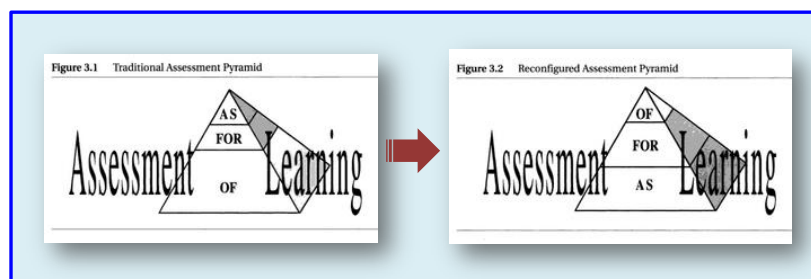 Figure 3.1 Traditional Assessment Pyramid
AS
FOR
Assessment Learning
OF
Figure 3.2 Reconfigured Assessment Pyramid
OF
FOR
Assessment Learning
AS